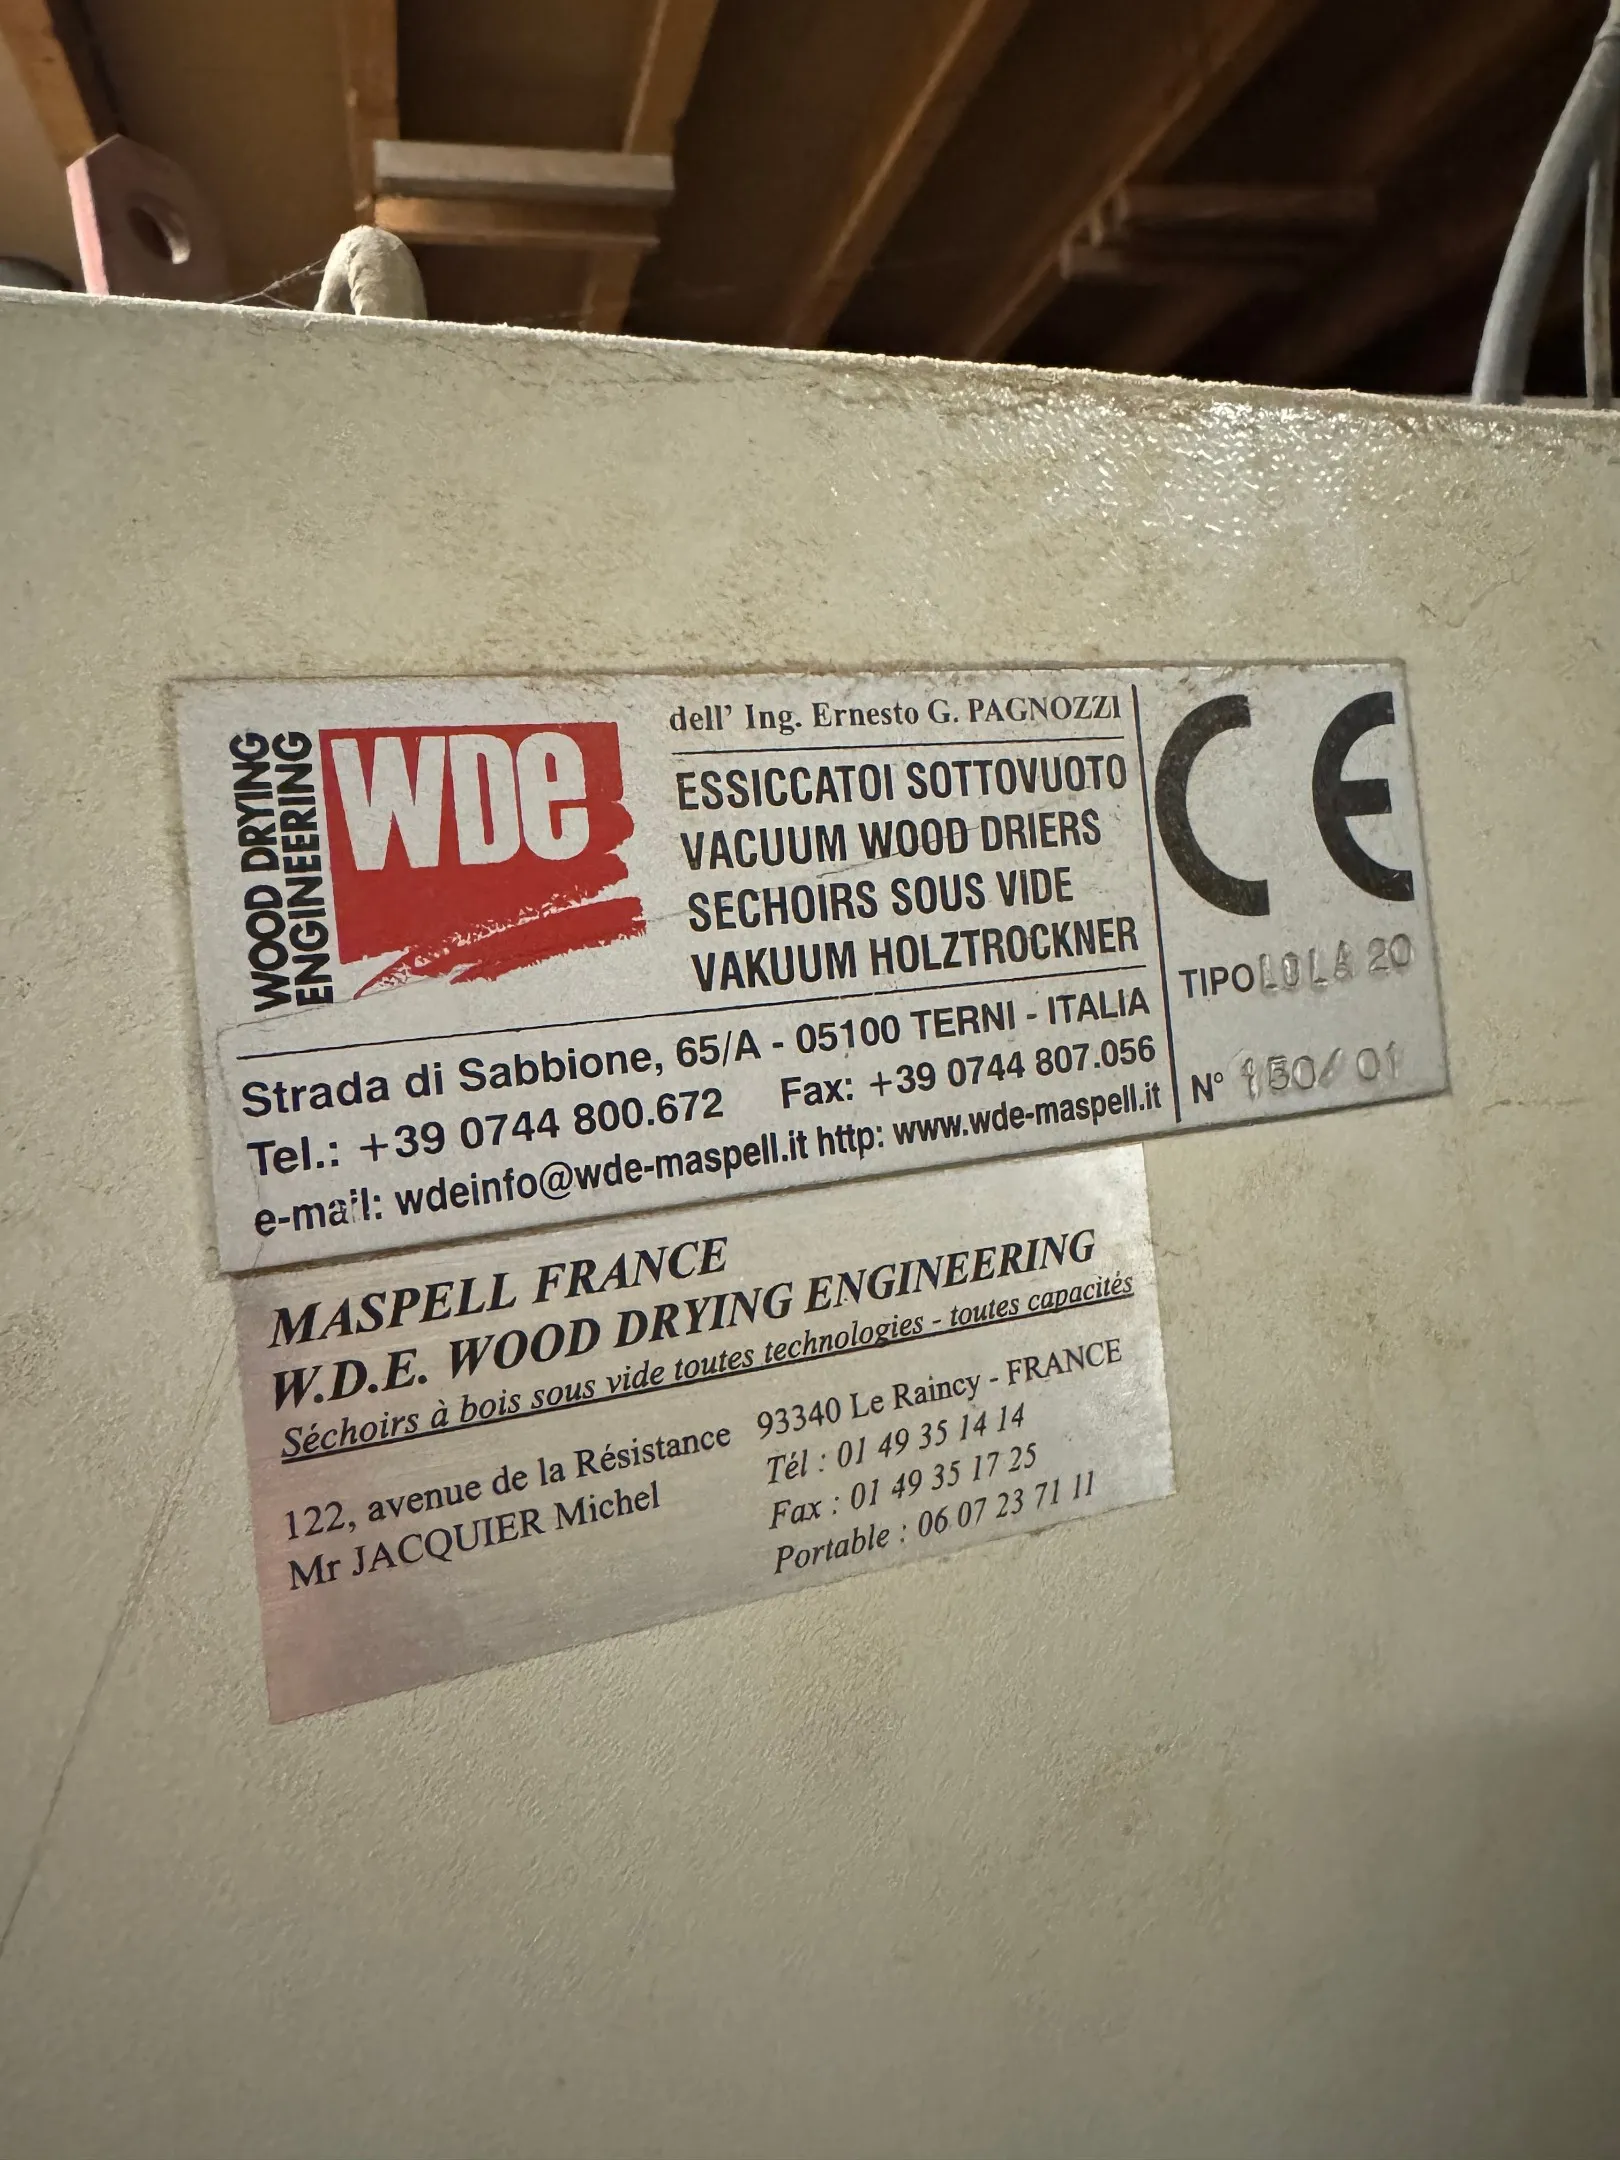 WOOD DRYING
ENGINEERING
WDe
dell' Ing. Ernesto G. PAGNOZZI
ESSICCATOI SOTTOVUOTO
VACUUM WOOD DRIERS
SECHOIRS SOUS VIDE
VAKUUM HOLZTROCKNER
Strada di Sabbione, 65/A - 05100 TERNI - ITALIA
Tel.: +39 0744 800.672 Fax: +39 0744 807.056
e-mail: wdeinfo@wde-maspell.it http: www.wde-maspell.it
CE
TIPO LOLA 20
N° 150/01
MASPELL FRANCE
W.D.E. WOOD DRYING ENGINEERING
Séchoirs à bois sous vide toutes technologies - toutes capacités
122, avenue de la Résistance 93340 Le Raincy - FRANCE
Mr JACQUIER Michel
Tél : 01 49 35 14 14
Fax : 01 49 35 17 25
Portable : 06 07 23 71 11